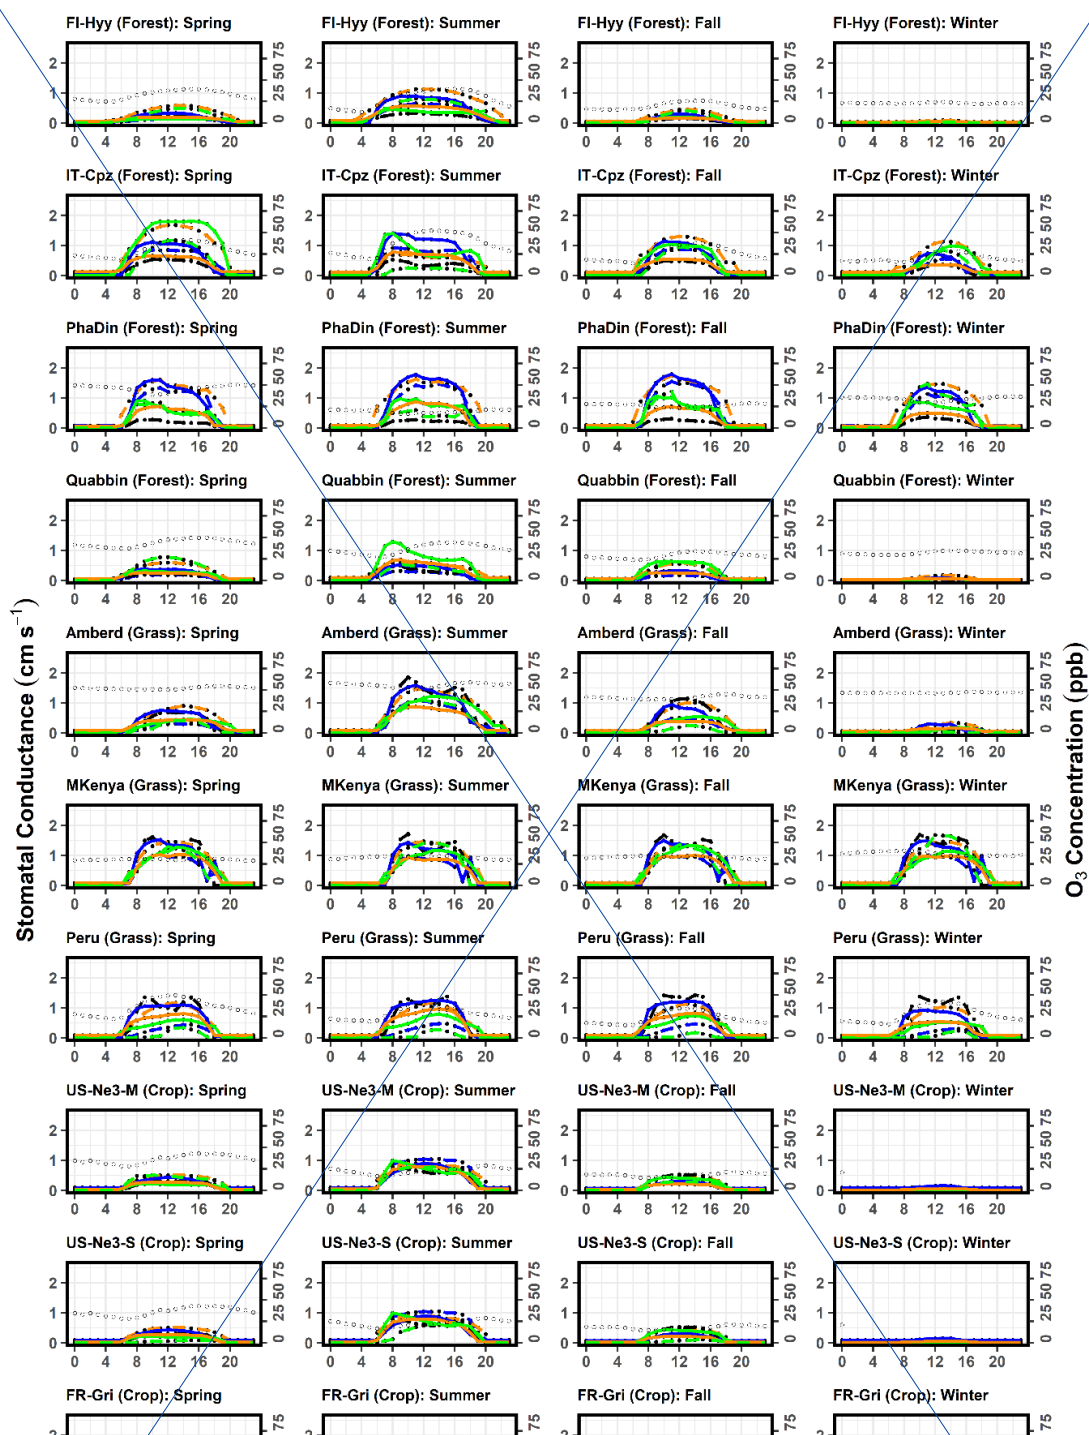 FI-Hyy (Forest): Spring
FI-Hyy (Forest): Summer
FI-Hyy (Forest): Fall
FI-Hyy (Forest): Winter
IT-Cpz (Forest): Spring
IT-Cpz (Forest): Summer
IT-Cpz (Forest): Fall
IT-Cpz (Forest): Winter
PhaDin (Forest): Spring
PhaDin (Forest): Summer
PhaDin (Forest): Fall
PhaDin (Forest): Winter
Quabbin (Forest): Spring
Quabbin (Forest): Summer
Quabbin (Forest): Fall
Quabbin (Forest): Winter
Amberd (Grass): Spring
Amberd (Grass): Summer
Amberd (Grass): Fall
Amberd (Grass): Winter
MKenya (Grass): Spring
MKenya (Grass): Summer
MKenya (Grass): Fall
MKenya (Grass): Winter
Peru (Grass): Spring
Peru (Grass): Summer
Peru (Grass): Fall
Peru (Grass): Winter
US-Ne3-M (Crop): Spring
US-Ne3-M (Crop): Summer
US-Ne3-M (Crop): Fall
US-Ne3-M (Crop): Winter
US-Ne3-S (Crop): Spring
US-Ne3-S (Crop): Summer
US-Ne3-S (Crop): Fall
US-Ne3-S (Crop): Winter
FR-Gri (Crop): Spring
FR-Gri (Crop): Summer
FR-Gri (Crop): Fall
FR-Gri (Crop): Winter
Stomatal Conductance (cm s⁻¹)
O₃ Concentration (ppb)
0 4 8 12 16 20
0 1 2
0 25 50 75